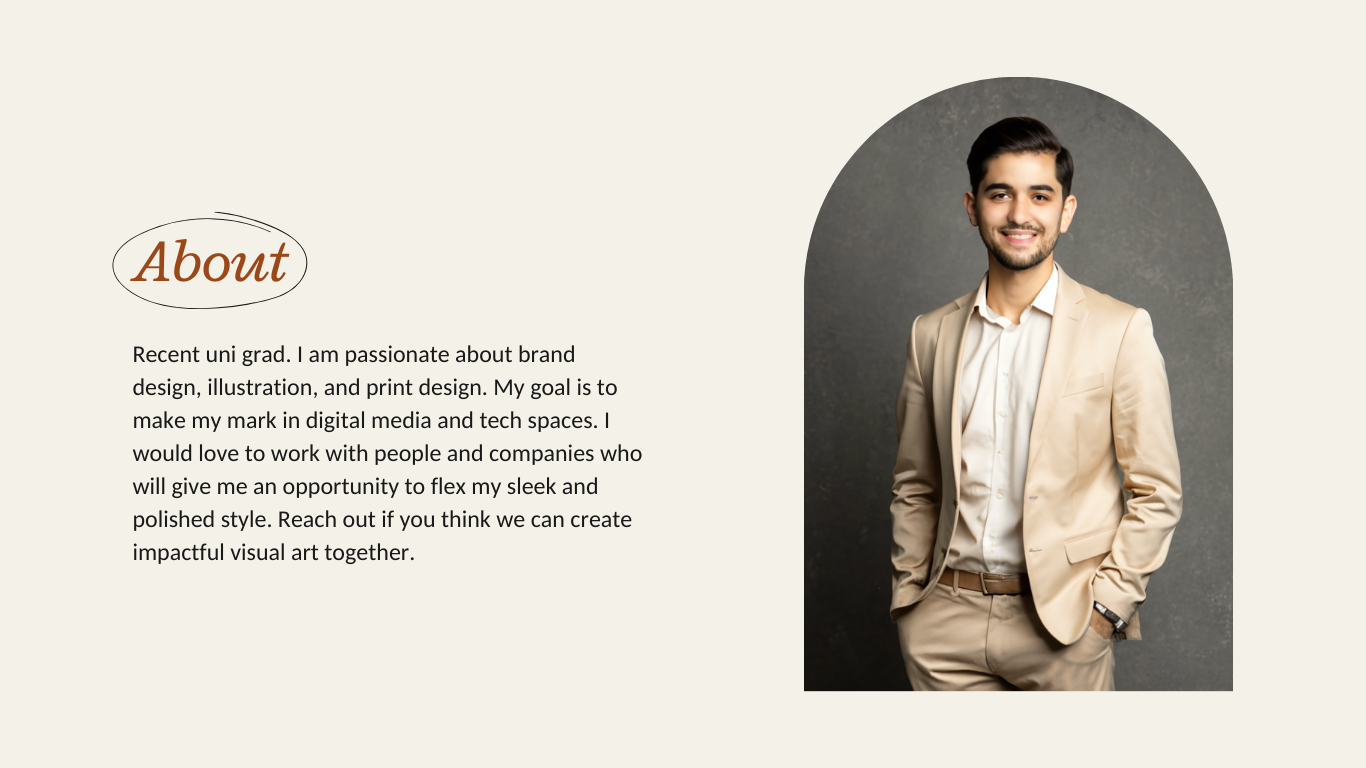 About
Recent uni grad. I am passionate about brand
design, illustration, and print design. My goal is to
make my mark in digital media and tech spaces. I
would love to work with people and companies who
will give me an opportunity to flex my sleek and
polished style. Reach out if you think we can create
impactful visual art together.